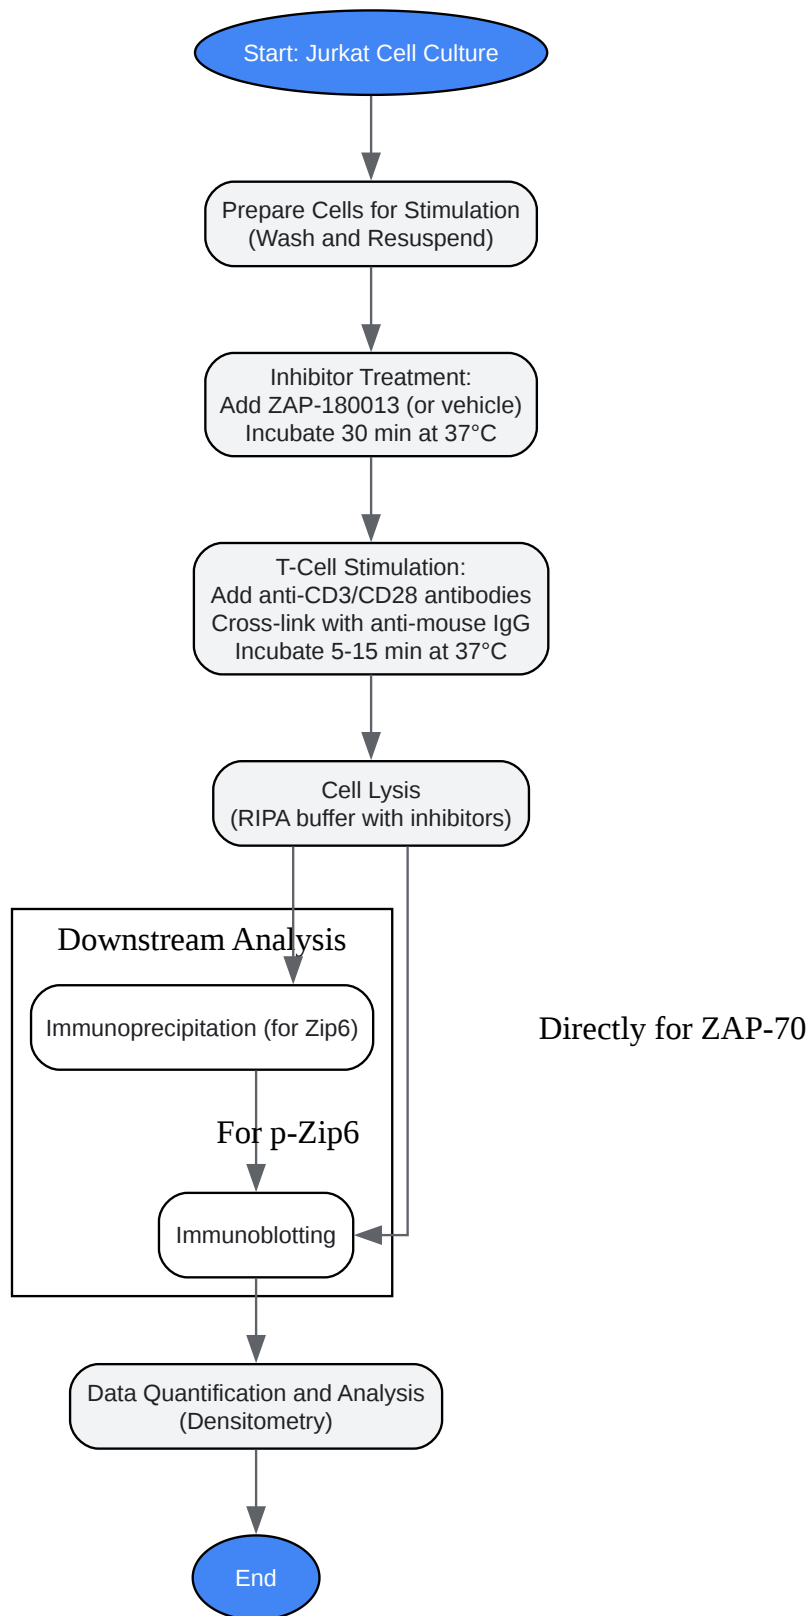 Start: Jurkat Cell Culture
Prepare Cells for Stimulation
(Wash and Resuspend)
Inhibitor Treatment:
Add ZAP-180013 (or vehicle)
Incubate 30 min at 37°C
T-Cell Stimulation:
Add anti-CD3/CD28 antibodies
Cross-link with anti-mouse IgG
Incubate 5-15 min at 37°C
Cell Lysis
(RIPA buffer with inhibitors)
Downstream Analysis
Immunoprecipitation (for Zip6)
Directly for ZAP-70
For p-Zip6
Immunoblotting
Data Quantification and Analysis
(Densitometry)
End